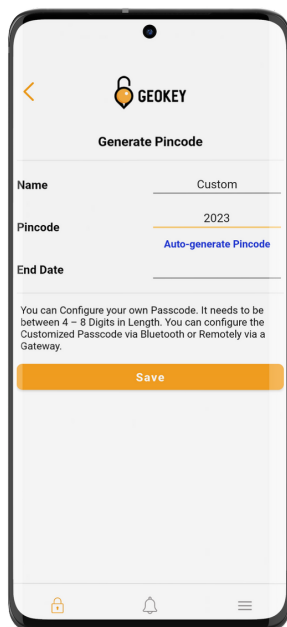 GEOKEY
Generate Pincode
Name Custom
Pincode 2023
Auto-generate Pincode
End Date
You can Configure your own Passcode. It needs to be
between 4 – 8 Digits in Length. You can configure the
Customized Passcode via Bluetooth or Remotely via a
Gateway.
Save